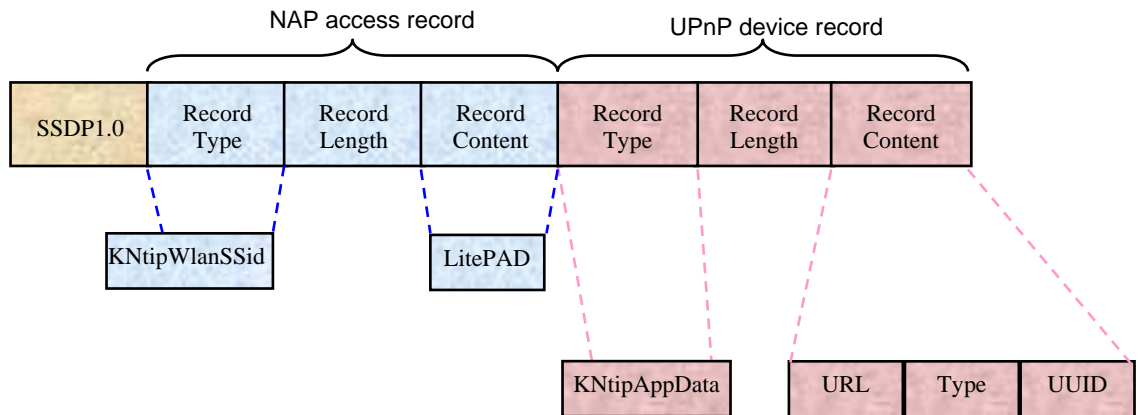 NAP access record
UPnP device record
SSDP1.0
Record
Type
Record
Length
Record
Content
Record
Type
Record
Length
Record
Content
KNtipWlanSSid
LitePAD
KNtipAppData
URL
Type
UUID